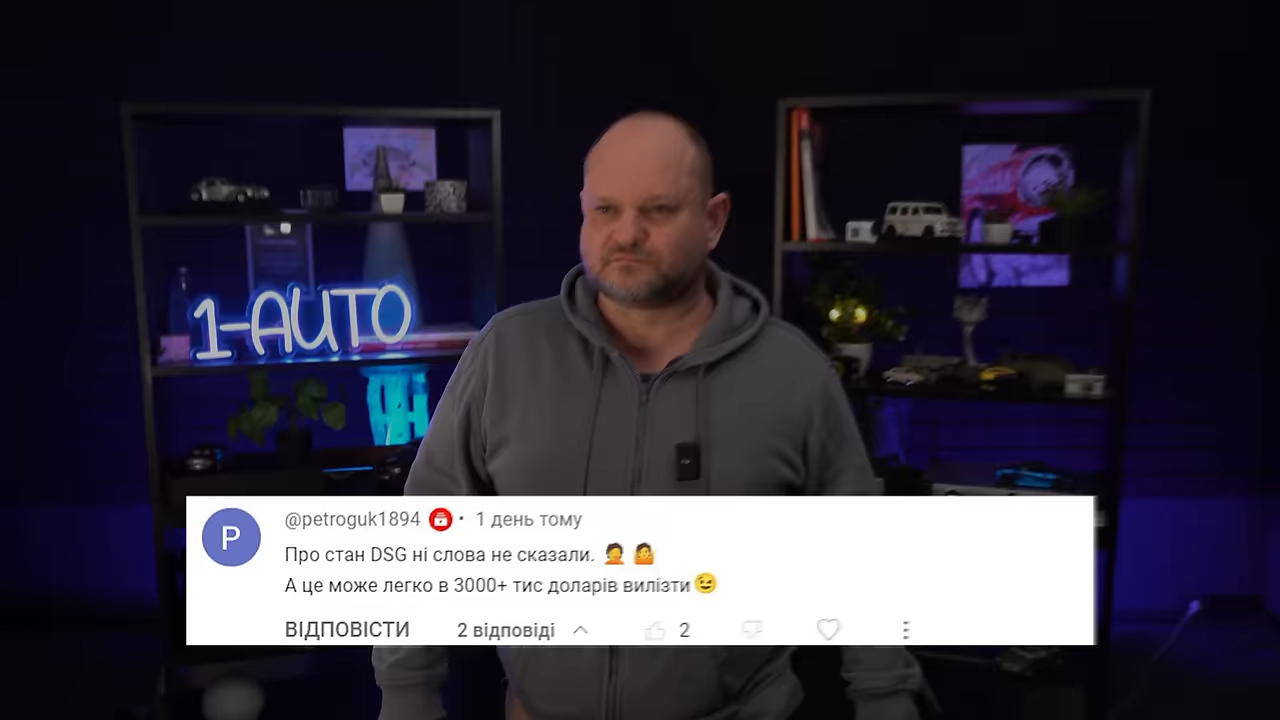 1-AUTO
P
@petroguk1894 · 1 день тому
Про стан DSG ні слова не сказали. 🤦 🤷
А це може легко в 3000+ тис доларів вилізти😉
ВІДПОВІСТИ 2 відповіді 2